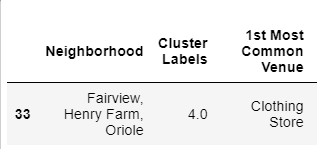 Neighborhood Cluster Labels 1st Most Common Venue
33 Fairview, Henry Farm, Oriole 4.0 Clothing Store